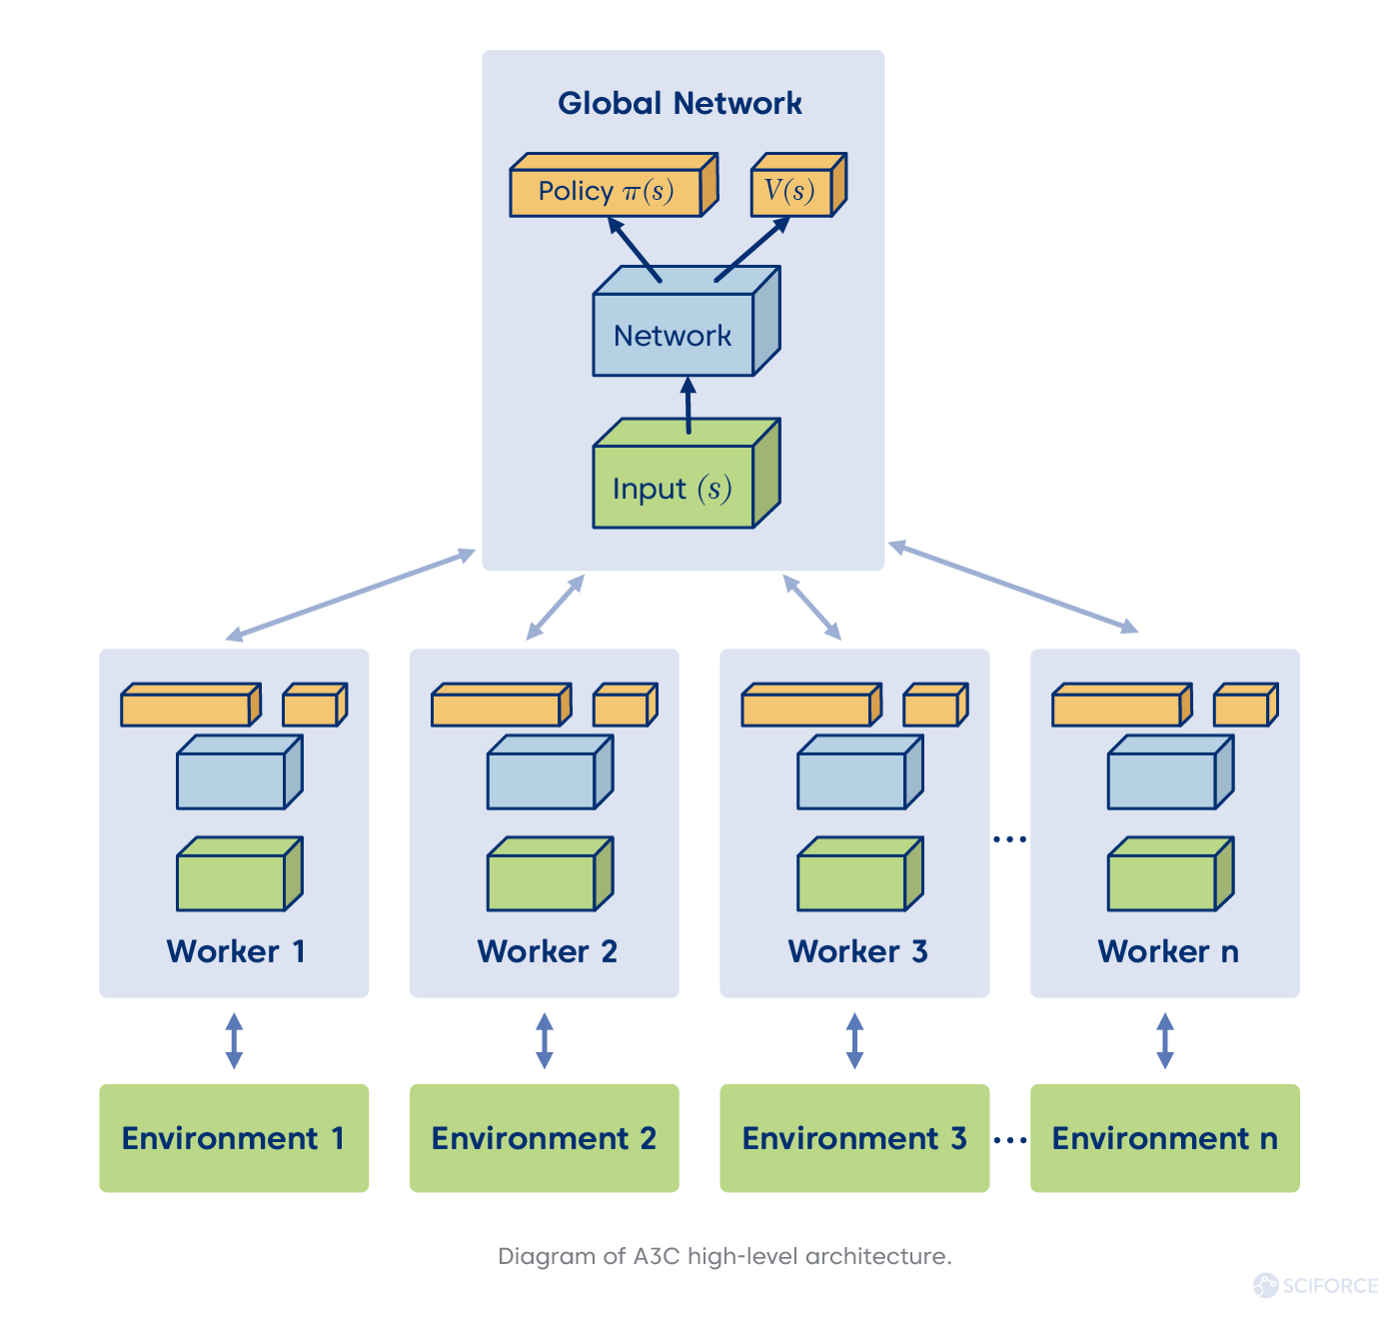 Global Network
Policy π(s)
V(s)
Network
Input (s)
...
Worker 1
Worker 2
Worker 3
Worker n
Environment 1
Environment 2
Environment 3
...
Environment n
Diagram of A3C high-level architecture.
SCIFORCE